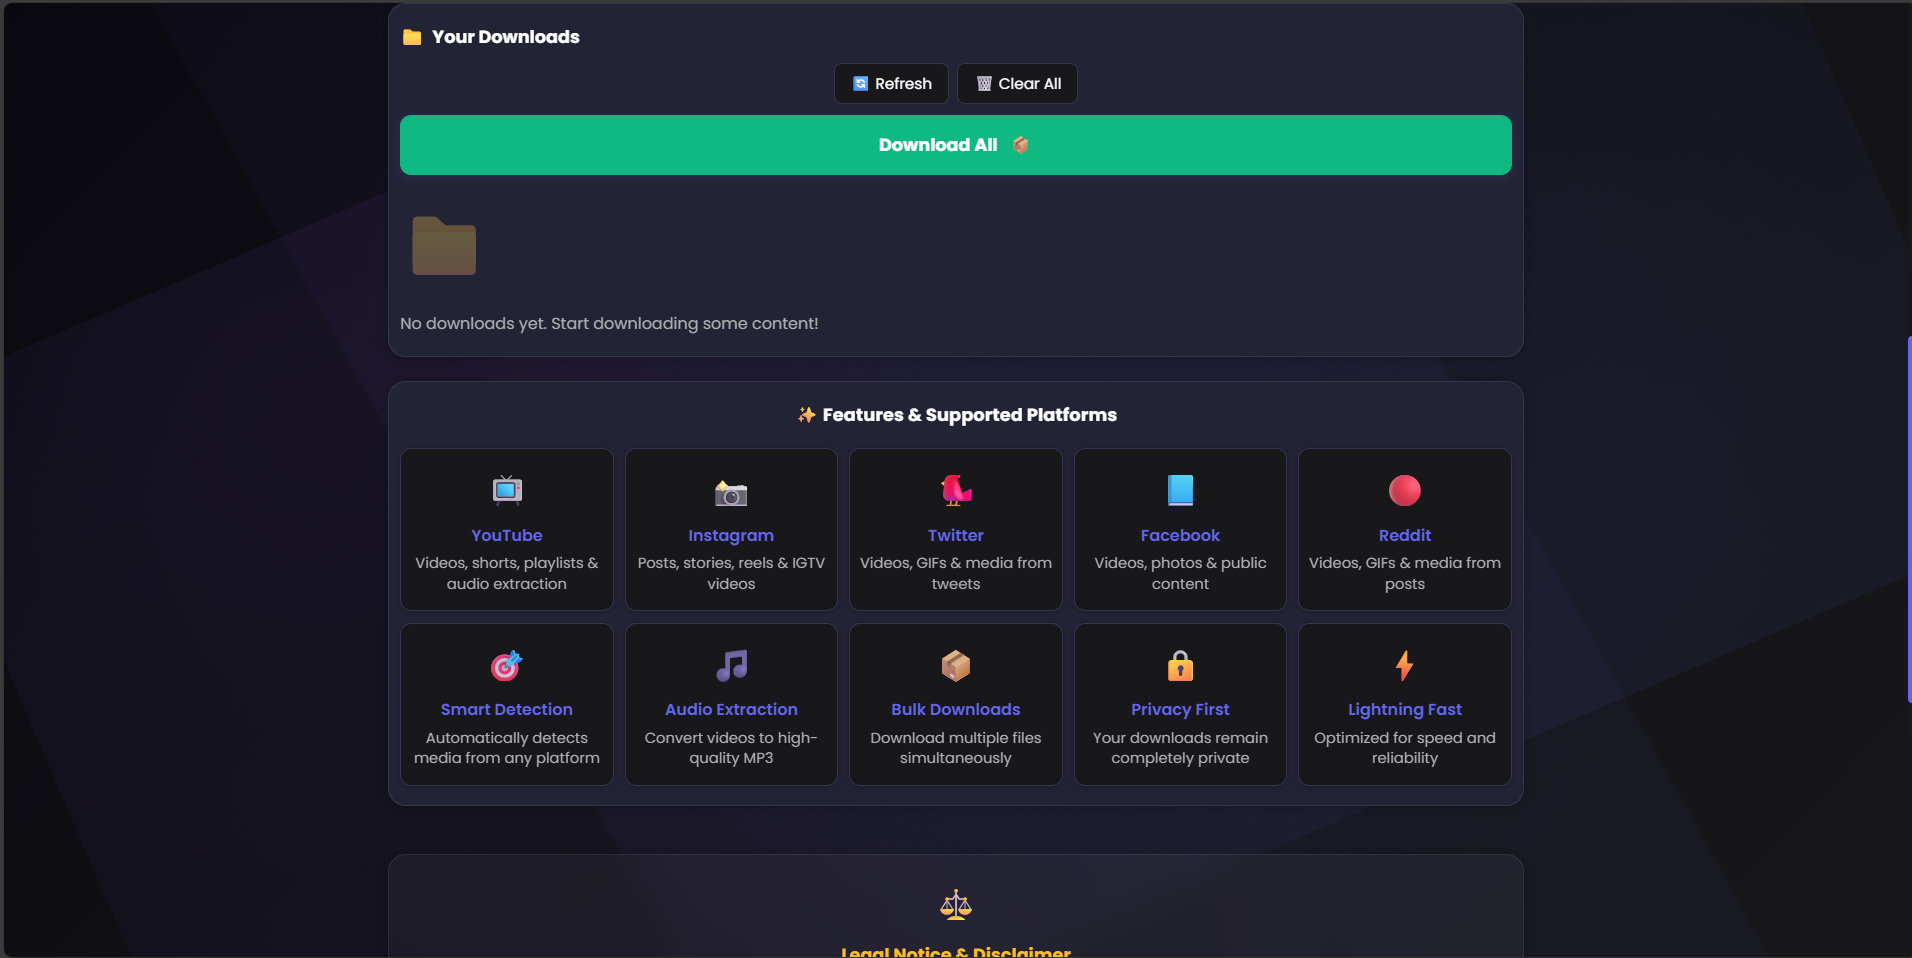 Your Downloads
Refresh
Clear All
Download All
No downloads yet. Start downloading some content!
Features & Supported Platforms
YouTube
Videos, shorts, playlists &
audio extraction
Instagram
Posts, stories, reels & IGTV
videos
Twitter
Videos, GIFs & media from
tweets
Facebook
Videos, photos & public
content
Reddit
Videos, GIFs & media from
posts
Smart Detection
Automatically detects
media from any platform
Audio Extraction
Convert videos to high-
quality MP3
Bulk Downloads
Download multiple files
simultaneously
Privacy First
Your downloads remain
completely private
Lightning Fast
Optimized for speed and
reliability
Legal Notice & Disclaimer